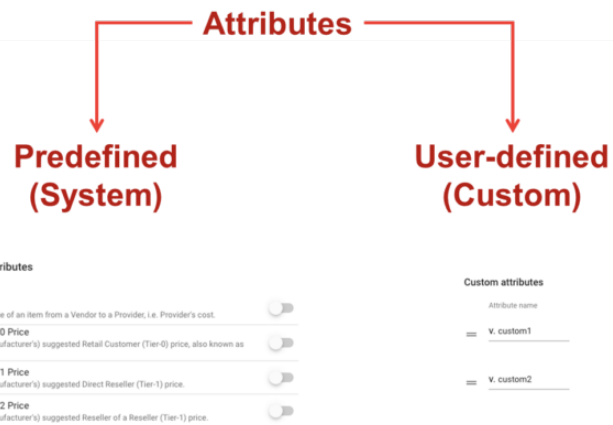 Attributes
Predefined
(System)
User-defined
(Custom)
ributes
e of an item from a Vendor to a Provider, i.e. Provider's cost.
0 Price
ufacturer's) suggested Retail Customer (Tier-0) price, also known as
1 Price
ufacturer's) suggested Direct Reseller (Tier-1) price.
2 Price
ufacturer's) suggested Reseller of a Reseller (Tier-1) price.
Custom attributes
Attribute name
v. custom1
v. custom2